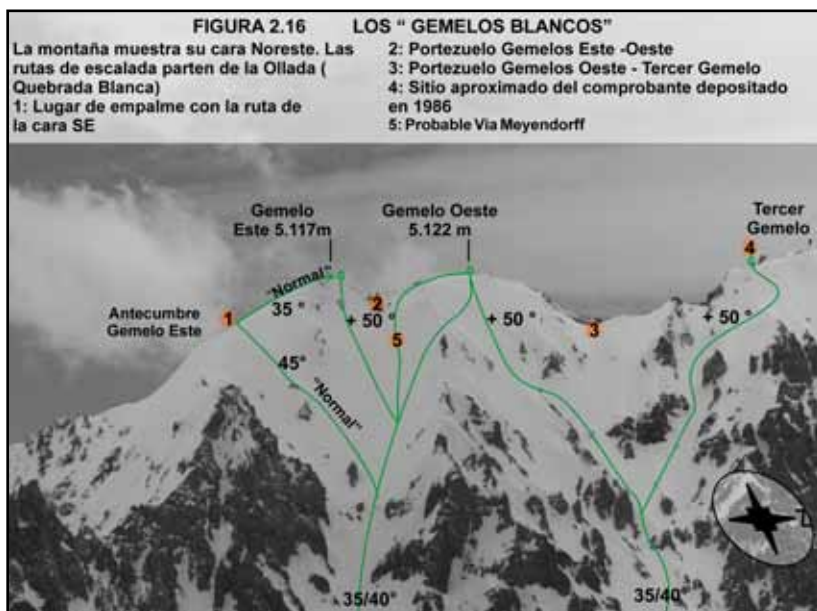 FIGURA 2.16 LOS “ GEMELOS BLANCOS”
La montaña muestra su cara Noreste. Las
rutas de escalada parten de la Ollada (
Quebrada Blanca)
1: Lugar de empalme con la ruta de
la cara SE
2: Portezuelo Gemelos Este -Oeste
3: Portezuelo Gemelos Oeste - Tercer Gemelo
4: Sitio aproximado del comprobante depositado
en 1986
5: Probable Via Meyendorff
Gemelo
Este 5.117m
Gemelo Oeste
5.122 m
Tercer
Gemelo
4
"Normal"
35 °
2
Antecumbre
Gemelo Este
1
+ 50 °
5
+ 50 °
3
+ 50 °
45°
"Normal"
35/40°
35/40°